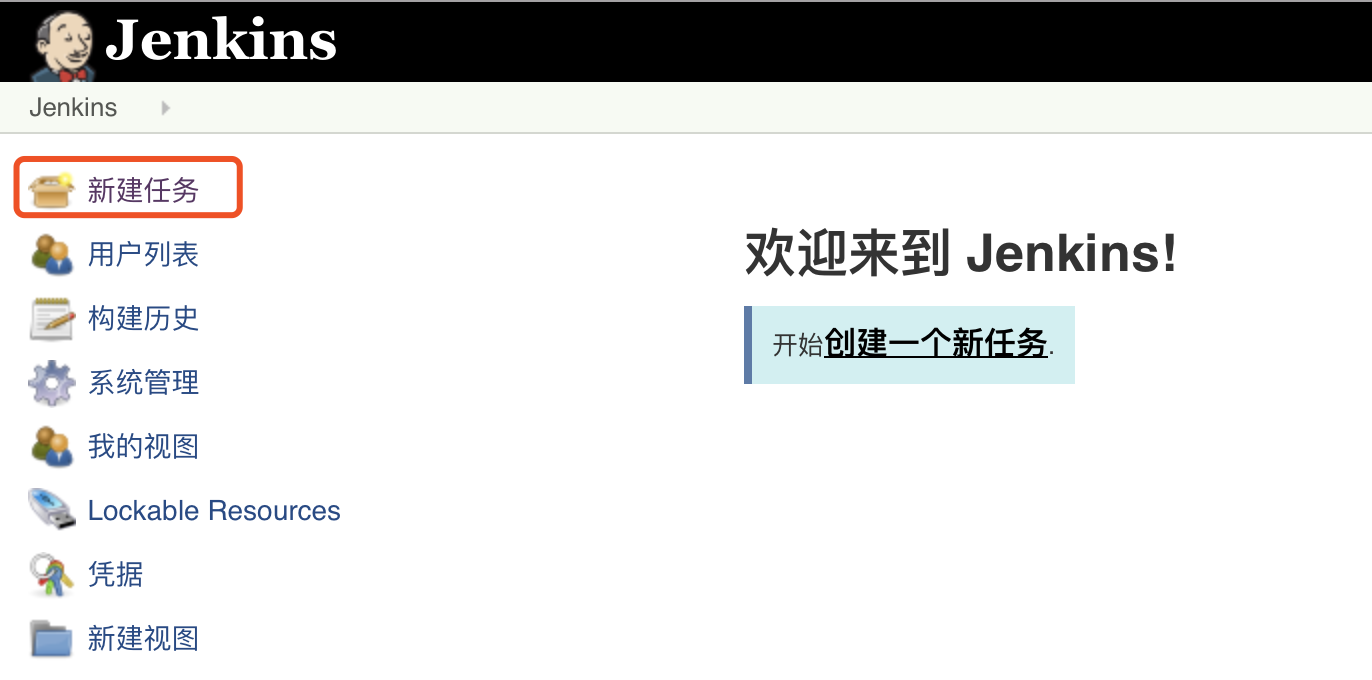 Jenkins
Jenkins
新建任务
用户列表
构建历史
系统管理
我的视图
Lockable Resources
凭据
新建视图
欢迎来到 Jenkins!
开始创建一个新任务.